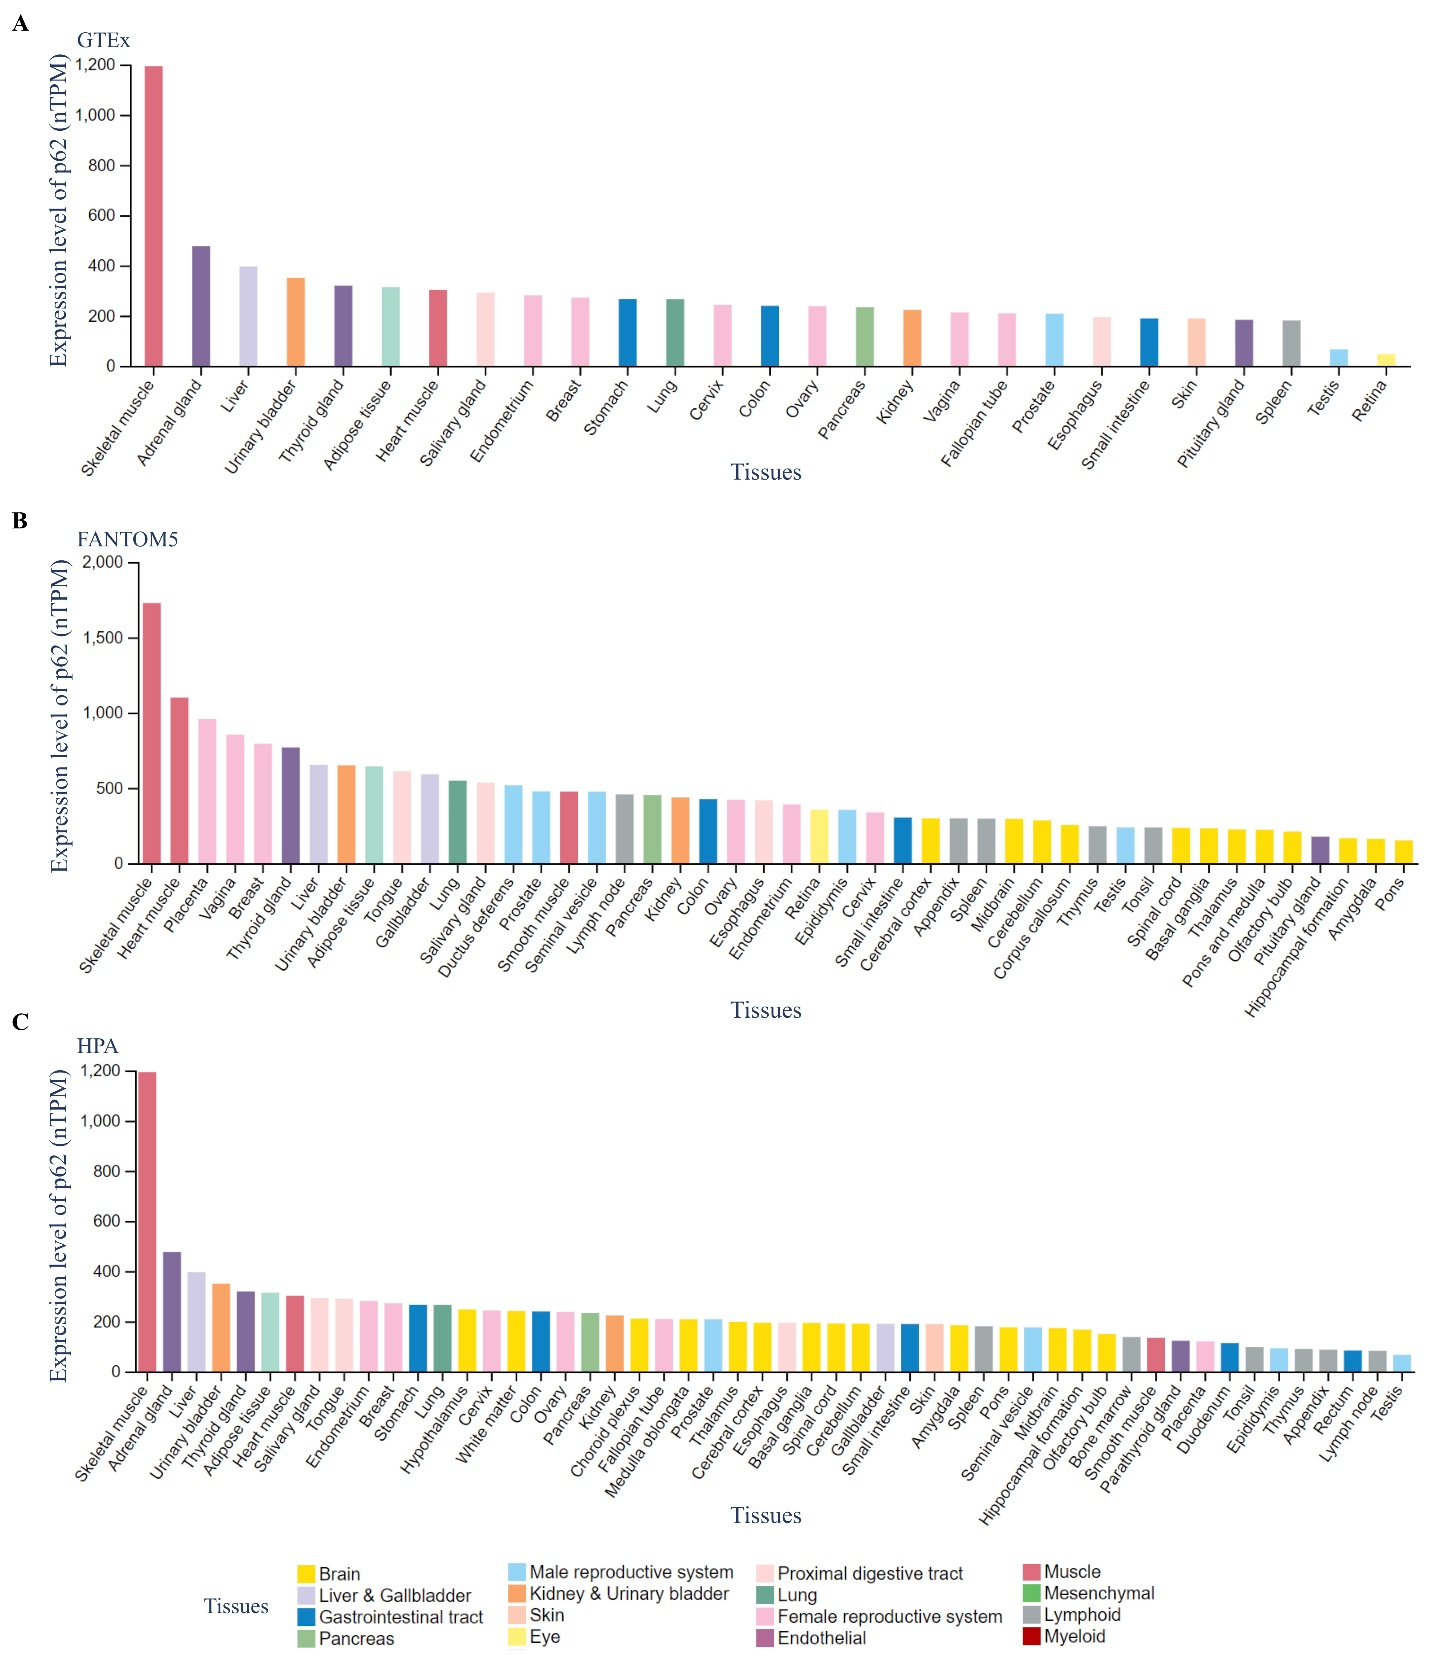 A
GTEx
Expression level of p62 (nTPM)
1,200
1,000
800
600
400
200
0
Skeletal muscle
Adrenal gland
Liver
Urinary bladder
Thyroid gland
Adipose tissue
Heart muscle
Salivary gland
Endometrium
Breast
Stomach
Lung
Cervix
Colon
Ovary
Pancreas
Kidney
Vagina
Fallopian tube
Prostate
Esophagus
Small intestine
Skin
Pituitary gland
Spleen
Testis
Retina
Tissues
B
FANTOM5
Expression level of p62 (nTPM)
2,000
1,500
1,000
500
0
Skeletal muscle
Heart muscle
Placenta
Vagina
Breast
Thyroid gland
Liver
Urinary bladder
Adipose tissue
Tongue
Gallbladder
Lung
Salivary gland
Ductus deferens
Prostate
Smooth muscle
Seminal vesicle
Lymph node
Pancreas
Kidney
Colon
Ovary
Esophagus
Endometrium
Retina
Epididymis
Cervix
Small intestine
Cerebral cortex
Appendix
Spleen
Midbrain
Cerebellum
Corpus callosum
Thymus
Testis
Tonsil
Spinal cord
Basal ganglia
Thalamus
Pons and medulla
Olfactory bulb
Pituitary gland
Hippocampal formation
Amygdala
Pons
Tissues
C
HPA
Expression level of p62 (nTPM)
1,200
1,000
800
600
400
200
0
Skeletal muscle
Adrenal gland
Liver
Urinary bladder
Thyroid gland
Adipose tissue
Heart muscle
Salivary gland
Tongue
Endometrium
Breast
Stomach
Lung
Hypothalamus
Cervix
White matter
Colon
Ovary
Pancreas
Kidney
Choroid plexus
Fallopian tube
Medulla oblongata
Prostate
Thalamus
Cerebral cortex
Esophagus
Basal ganglia
Spinal cord
Cerebellum
Gallbladder
Small intestine
Skin
Amygdala
Spleen
Pons
Seminal vesicle
Midbrain
Hippocampal formation
Olfactory bulb
Bone marrow
Smooth muscle
Parathyroid gland
Placenta
Duodenum
Tonsil
Epididymis
Thymus
Appendix
Rectum
Lymph node
Testis
Tissues
Tissues
Brain
Liver & Gallbladder
Gastrointestinal tract
Pancreas
Male reproductive system
Kidney & Urinary bladder
Skin
Eye
Proximal digestive tract
Lung
Female reproductive system
Endothelial
Muscle
Mesenchymal
Lymphoid
Myeloid